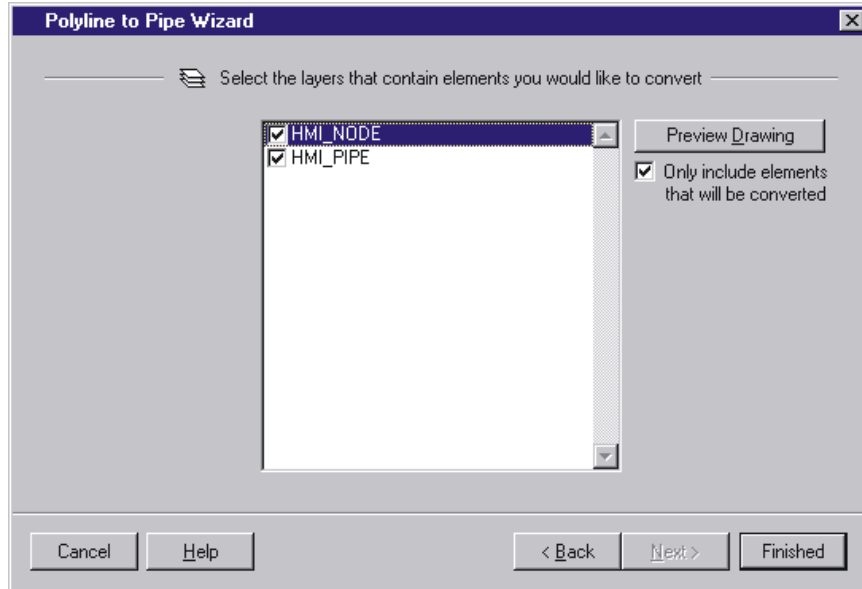 Polyline to Pipe Wizard
Select the layers that contain elements you would like to convert
HMI_NODE
HMI_PIPE
Preview Drawing
Only include elements
that will be converted
Cancel
Help
< Back
Next >
Finished